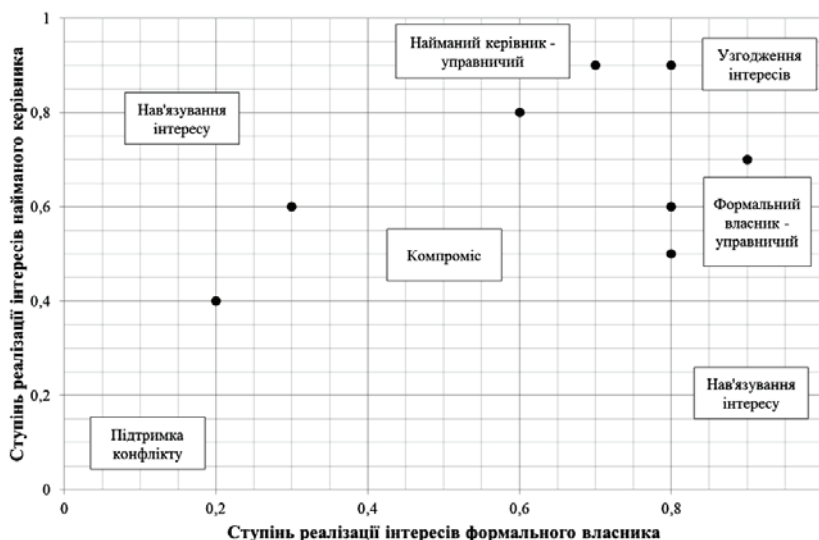 Ступінь реалізації інтересів найманого керівника
1
0,8
0,6
0,4
0,2
0
Найманий керівник -
управничий
Узгодження
інтересів
Нав'язування
інтересу
Формальний
власник -
управничий
Компроміс
Нав'язування
інтересу
Підтримка
конфлікту
0
0,2
0,4
0,6
0,8
Ступінь реалізації інтересів формального власника